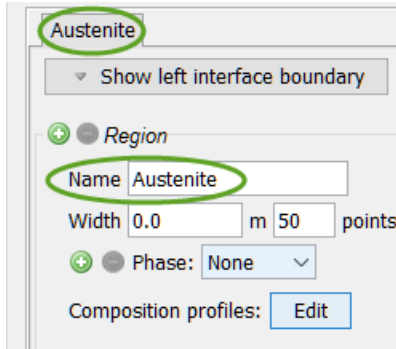 Austenite
Show left interface boundary
Region
Name Austenite
Width 0.0 m 50 points
Phase: None
Composition profiles: Edit